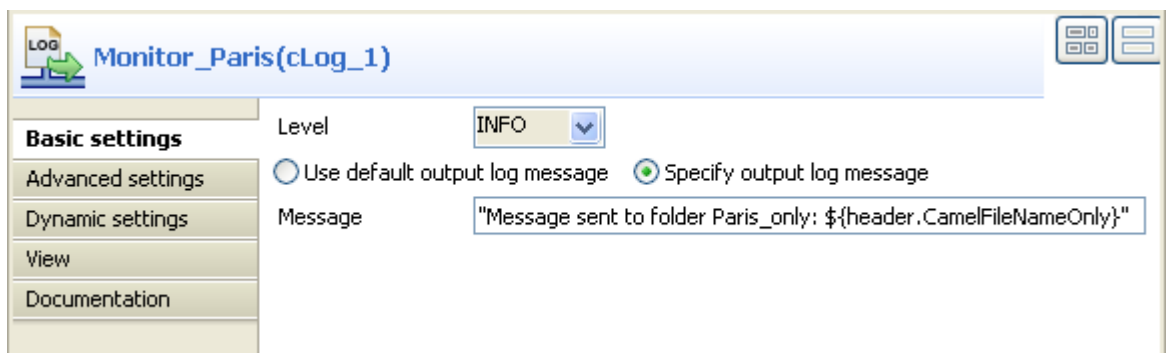 LOG
Monitor_Paris(cLog_1)
Basic settings
Advanced settings
Dynamic settings
View
Documentation
Level INFO
Use default output log message Specify output log message
Message "Message sent to folder Paris_only: ${header.CamelFileNameOnly}"